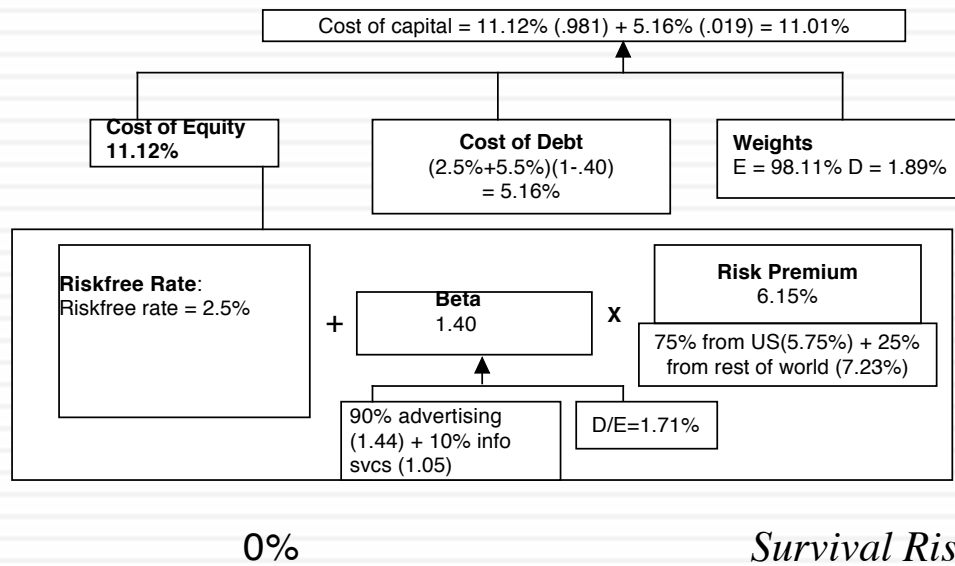 Cost of capital = 11.12% (.981) + 5.16% (.019) = 11.01%
Cost of Equity
11.12%
Cost of Debt
(2.5%+5.5%)(1-.40)
= 5.16%
Weights
E = 98.11% D = 1.89%
Riskfree Rate:
Riskfree rate = 2.5%
+
Beta
1.40
X
Risk Premium
6.15%
75% from US(5.75%) + 25%
from rest of world (7.23%)
90% advertising
(1.44) + 10% info
svcs (1.05)
D/E=1.71%
0%
Survival Ris